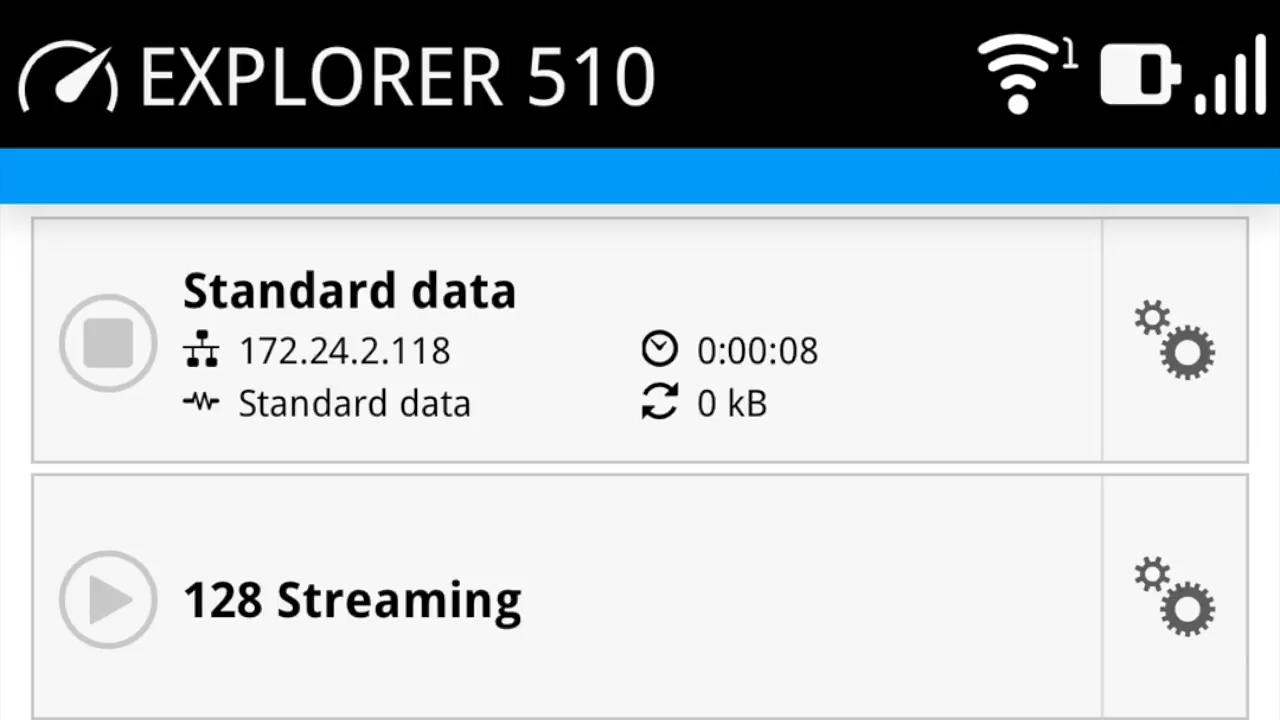 EXPLORER 510
1
Standard data
172.24.2.118
0:00:08
Standard data
0 kB
128 Streaming